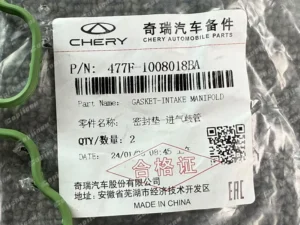 CHERY
奇瑞汽车备件
CHERY AUTOMOBILE PARTS
P/N: 477F-1008018BA
Part Name: GASKET-INTAKE MANIFOLD
零件名称: 密封垫-进气歧管
QTY/数量: 2
DATE: 24/01/
合格证
奇瑞汽车股份有限公司
地址: 安徽省芜湖市经济技术开发区
MADE IN CHINA
EAC